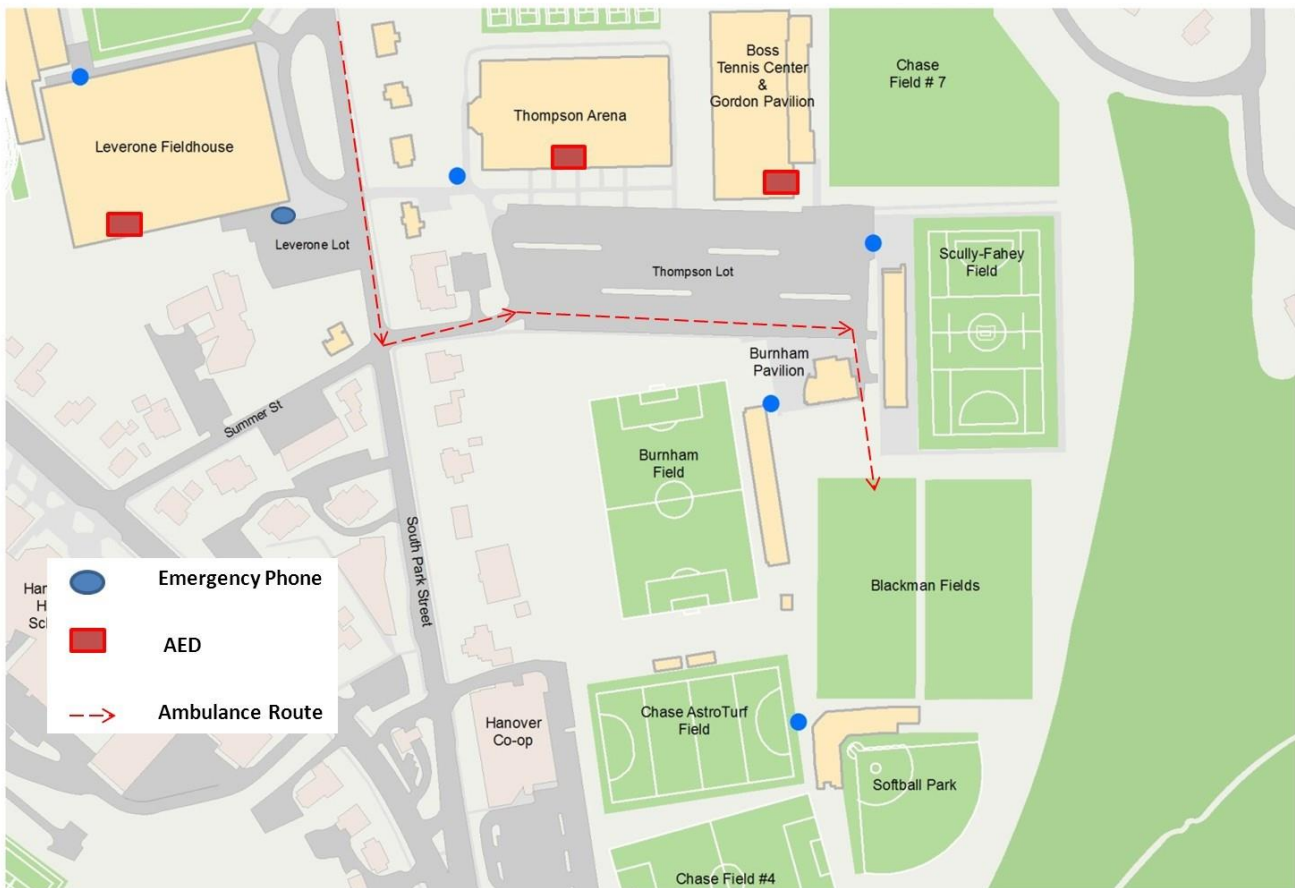 Boss
Tennis Center
&
Gordon Pavilion
Chase
Field # 7
Thompson Arena
Leverone Fieldhouse
Leverone Lot
Thompson Lot
Scully-Fahey
Field
Burnham
Pavilion
Summer St
Burnham
Field
South Park Street
Blackman Fields
Emergency Phone
AED
Ambulance Route
Hanover
Co-op
Chase AstroTurf
Field
Softball Park
Chase Field #4